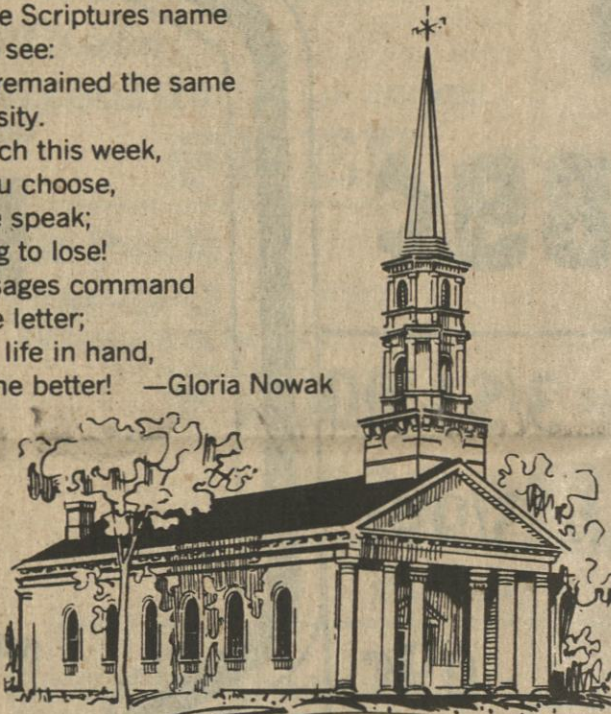 e Scriptures name
see:
remained the same
sity.
ch this week,
u choose,
e speak;
g to lose!
sages command
e letter;
life in hand,
ne better! —Gloria Nowak